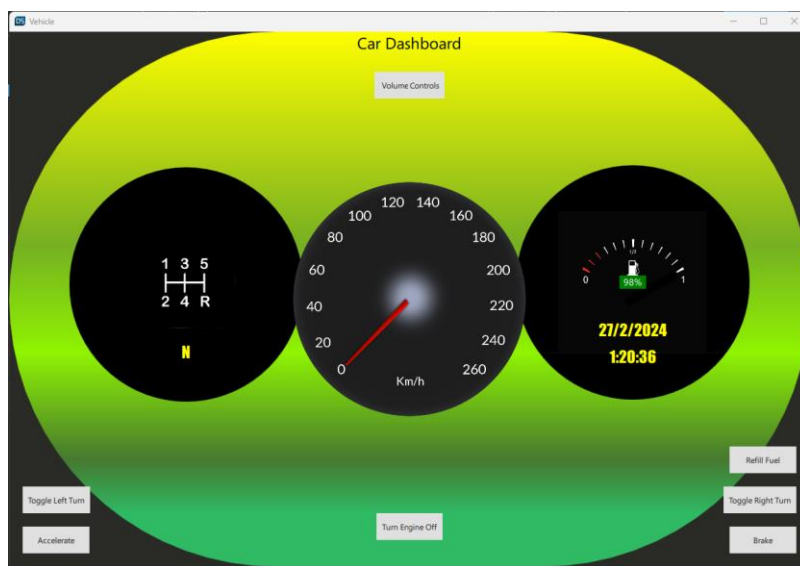 DS Vehicle
Car Dashboard
Volume Controls
120 140
100 160
80 180
60 200
40 220
20 240
0 260
Km/h
1 3 5
2 4 R
N
1/2
0 1
98%
27/2/2024
1:20:36
Refill Fuel
Toggle Left Turn
Toggle Right Turn
Turn Engine Off
Accelerate
Brake